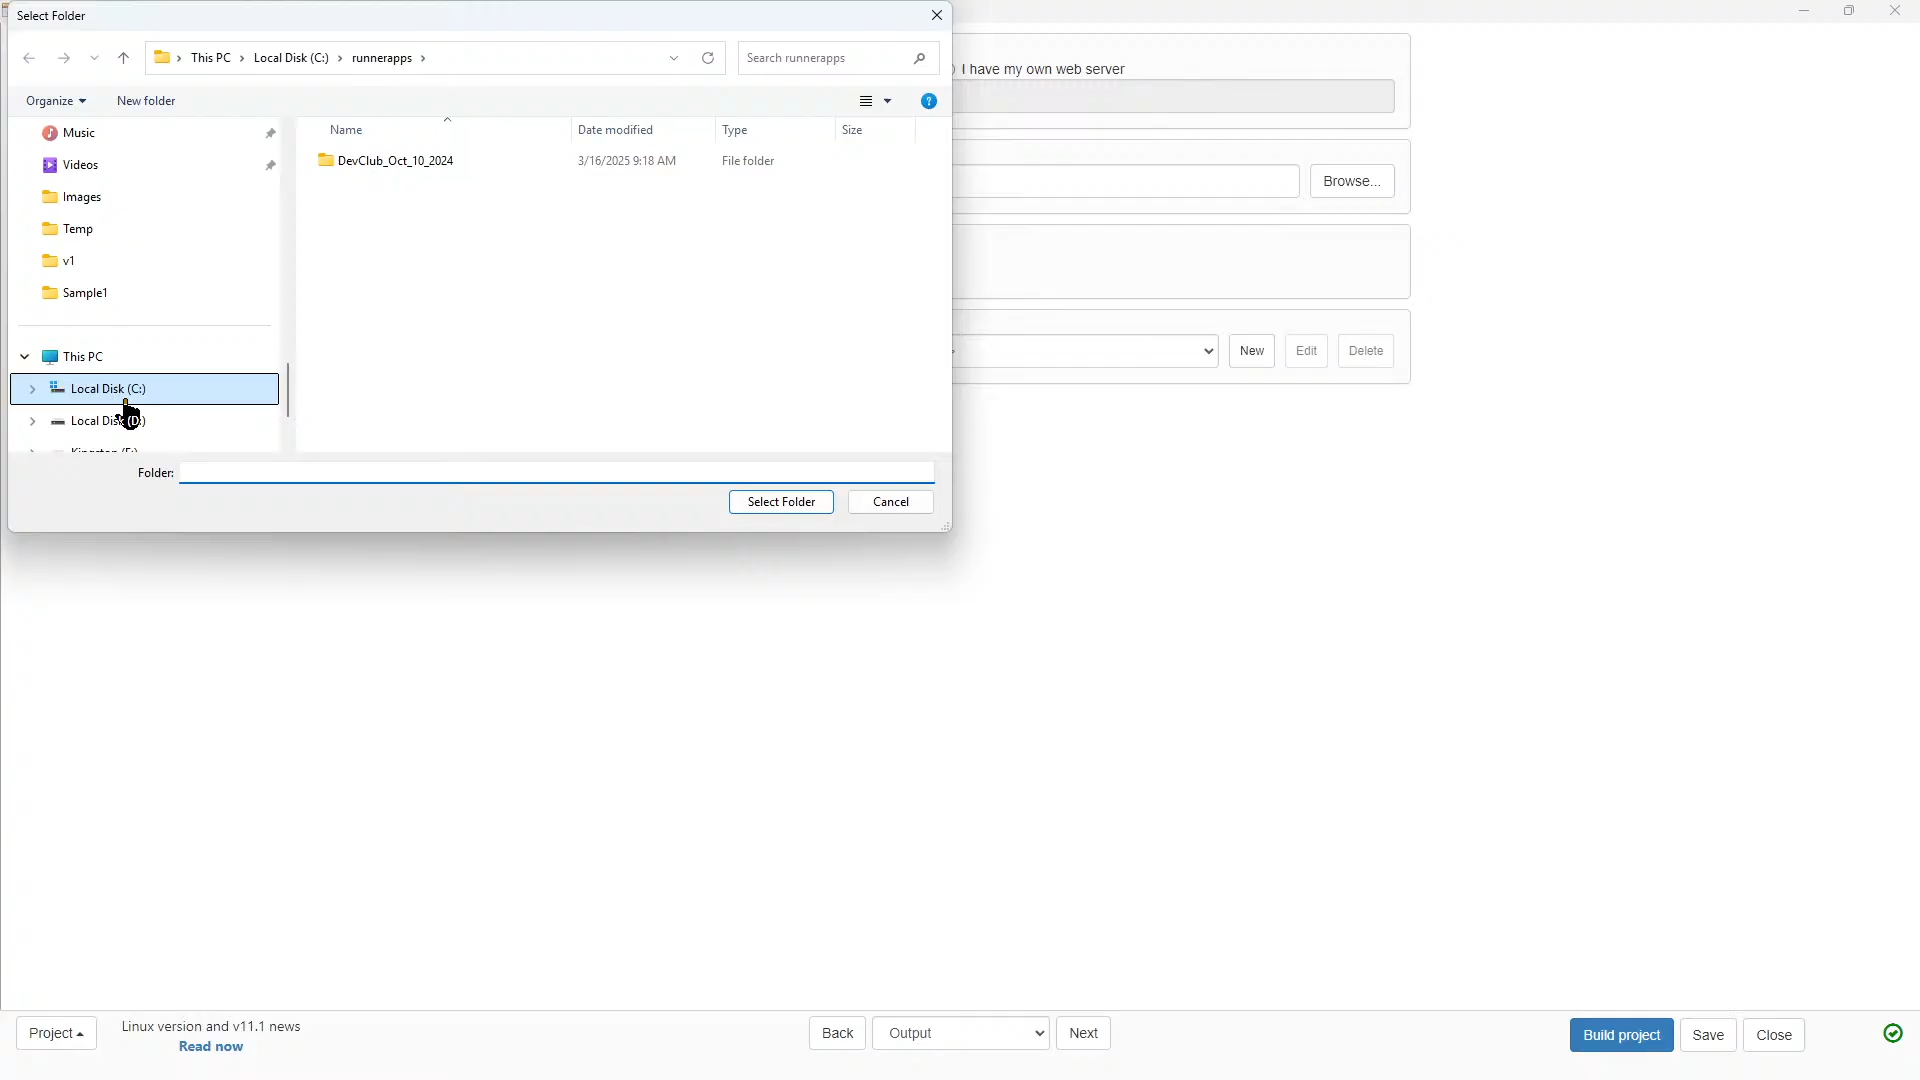 Select Folder
This PC
Local Disk (C:)
runnerapps
Search runnerapps
I have my own web server
Organize
New folder
Name
Date modified
Type
Size
Music
Videos
Images
Temp
v1
Sample1
DevClub_Oct_10_2024
3/16/2025 9:18 AM
File folder
Browse...
This PC
Local Disk (C:)
Local Disk (D:)
New
Edit
Delete
Folder:
Select Folder
Cancel
Project
Linux version and v11.1 news
Read now
Back
Output
Next
Build project
Save
Close